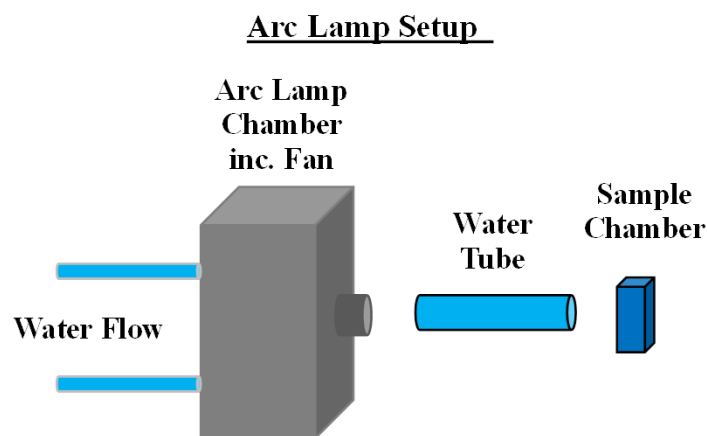 Arc Lamp Setup
Arc Lamp
Chamber
inc. Fan
Sample
Chamber
Water
Tube
Water Flow